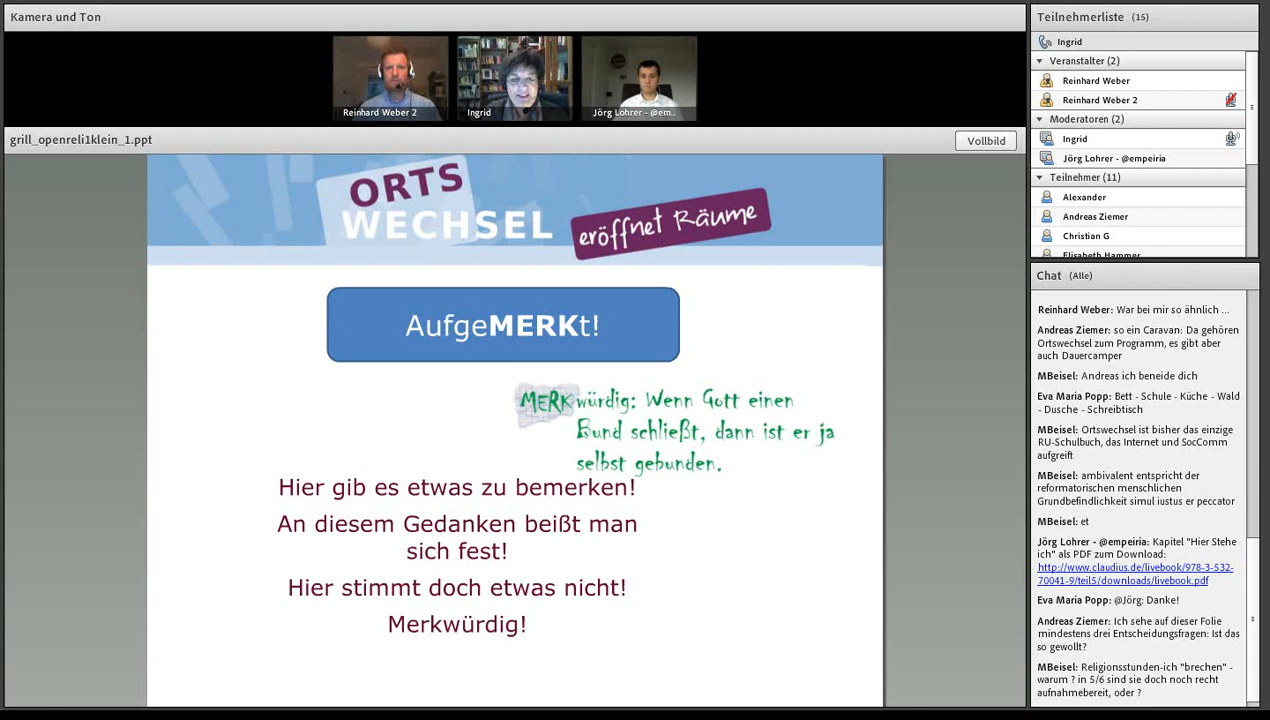 Kamera und Ton
Reinhard Weber 2
Ingrid
Jörg Lohrer - @em...
grill_openreli1klein_1.ppt
Vollbild
ORTS
WECHSEL
eröffnet Räume
AufgeMERKt!
MERKwürdig: Wenn Gott einen
Bund schließt, dann ist er ja
selbst gebunden.
Hier gib es etwas zu bemerken!
An diesem Gedanken beißt man
sich fest!
Hier stimmt doch etwas nicht!
Merkwürdig!
Teilnehmerliste (15)
Ingrid
Veranstalter (2)
Reinhard Weber
Reinhard Weber 2
Moderatoren (2)
Ingrid
Jörg Lohrer - @empeiria
Teilnehmer (11)
Alexander
Andreas Ziemer
Christian G
Elisabeth Hammer
Chat (Alle)
Reinhard Weber: War bei mir so ähnlich ...
Andreas Ziemer: so ein Caravan: Da gehören
Ortswechsel zum Programm, es gibt aber
auch Dauercamper
MBeisel: Andreas ich beneide dich
Eva Maria Popp: Bett - Schule - Küche - Wald
- Dusche - Schreibtisch
MBeisel: Ortswechsel ist bisher das einzige
RU-Schulbuch, das Internet und SocComm
aufgreift
MBeisel: ambivalent entspricht der
reformatorischen menschlichen
Grundbefindlichkeit simul iustus er peccator
MBeisel: et
Jörg Lohrer - @empeiria: Kapitel "Hier Stehe
ich" als PDF zum Download:
http://www.claudius.de/livebook/978-3-532-
70041-9/teil5/downloads/livebook.pdf
Eva Maria Popp: @Jörg: Danke!
Andreas Ziemer: Ich sehe auf dieser Folie
mindestens drei Entscheidungsfragen: Ist das
so gewollt?
MBeisel: Religionsstunden-ich "brechen" -
warum ? in 5/6 sind sie doch noch recht
aufnahmebereit, oder ?